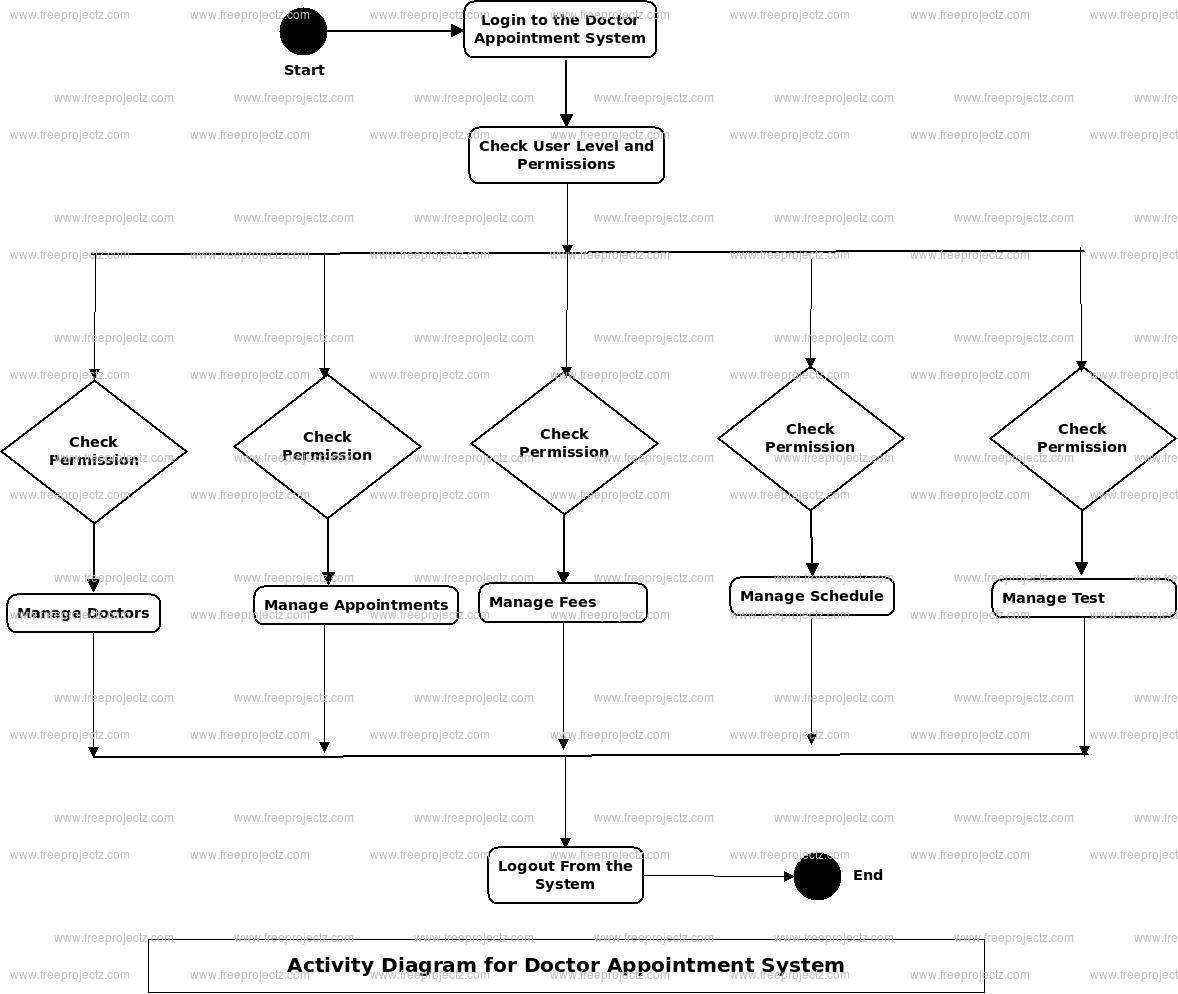 Login to the Doctor
Appointment System
Start
Check User Level and
Permissions
Check
Permission
Check
Permission
Check
Permission
Check
Permission
Check
Permission
Manage Doctors
Manage Appointments
Manage Fees
Manage Schedule
Manage Test
Logout From the
System
End
Activity Diagram for Doctor Appointment System
www.freeprojectz.com